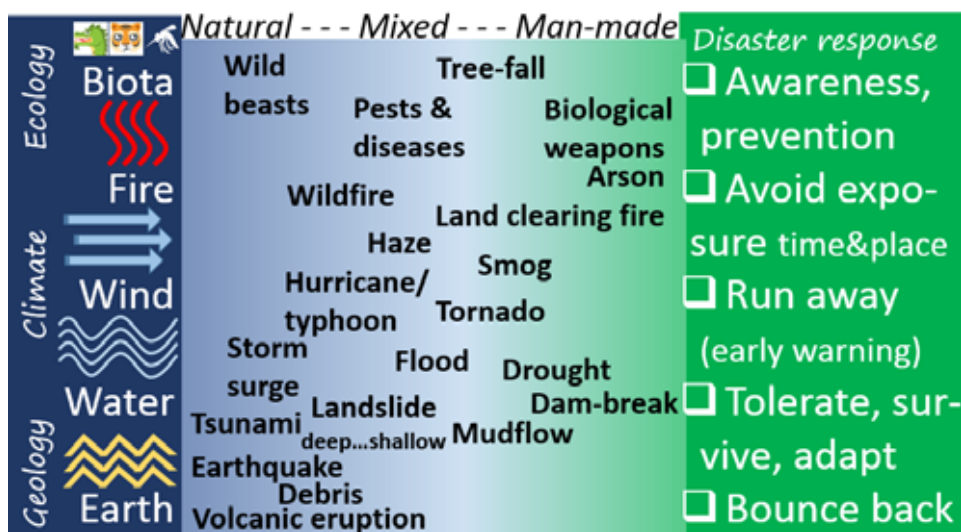 Natural - - - Mixed - - - Man-made
Ecology
Biota
Fire
Climate
Wind
Water
Geology
Earth
Wild
beasts
Tree-fall
Pests &
diseases
Biological
weapons
Arson
Wildfire
Land clearing fire
Haze
Smog
Hurricane/
typhoon
Tornado
Storm
surge
Flood
Drought
Dam-break
Landslide
deep...shallow
Tsunami
Mudflow
Earthquake
Debris
Volcanic eruption
Disaster response
❑ Awareness,
prevention
❑ Avoid expo-
sure time&place
❑ Run away
(early warning)
❑ Tolerate, sur-
vive, adapt
❑ Bounce back